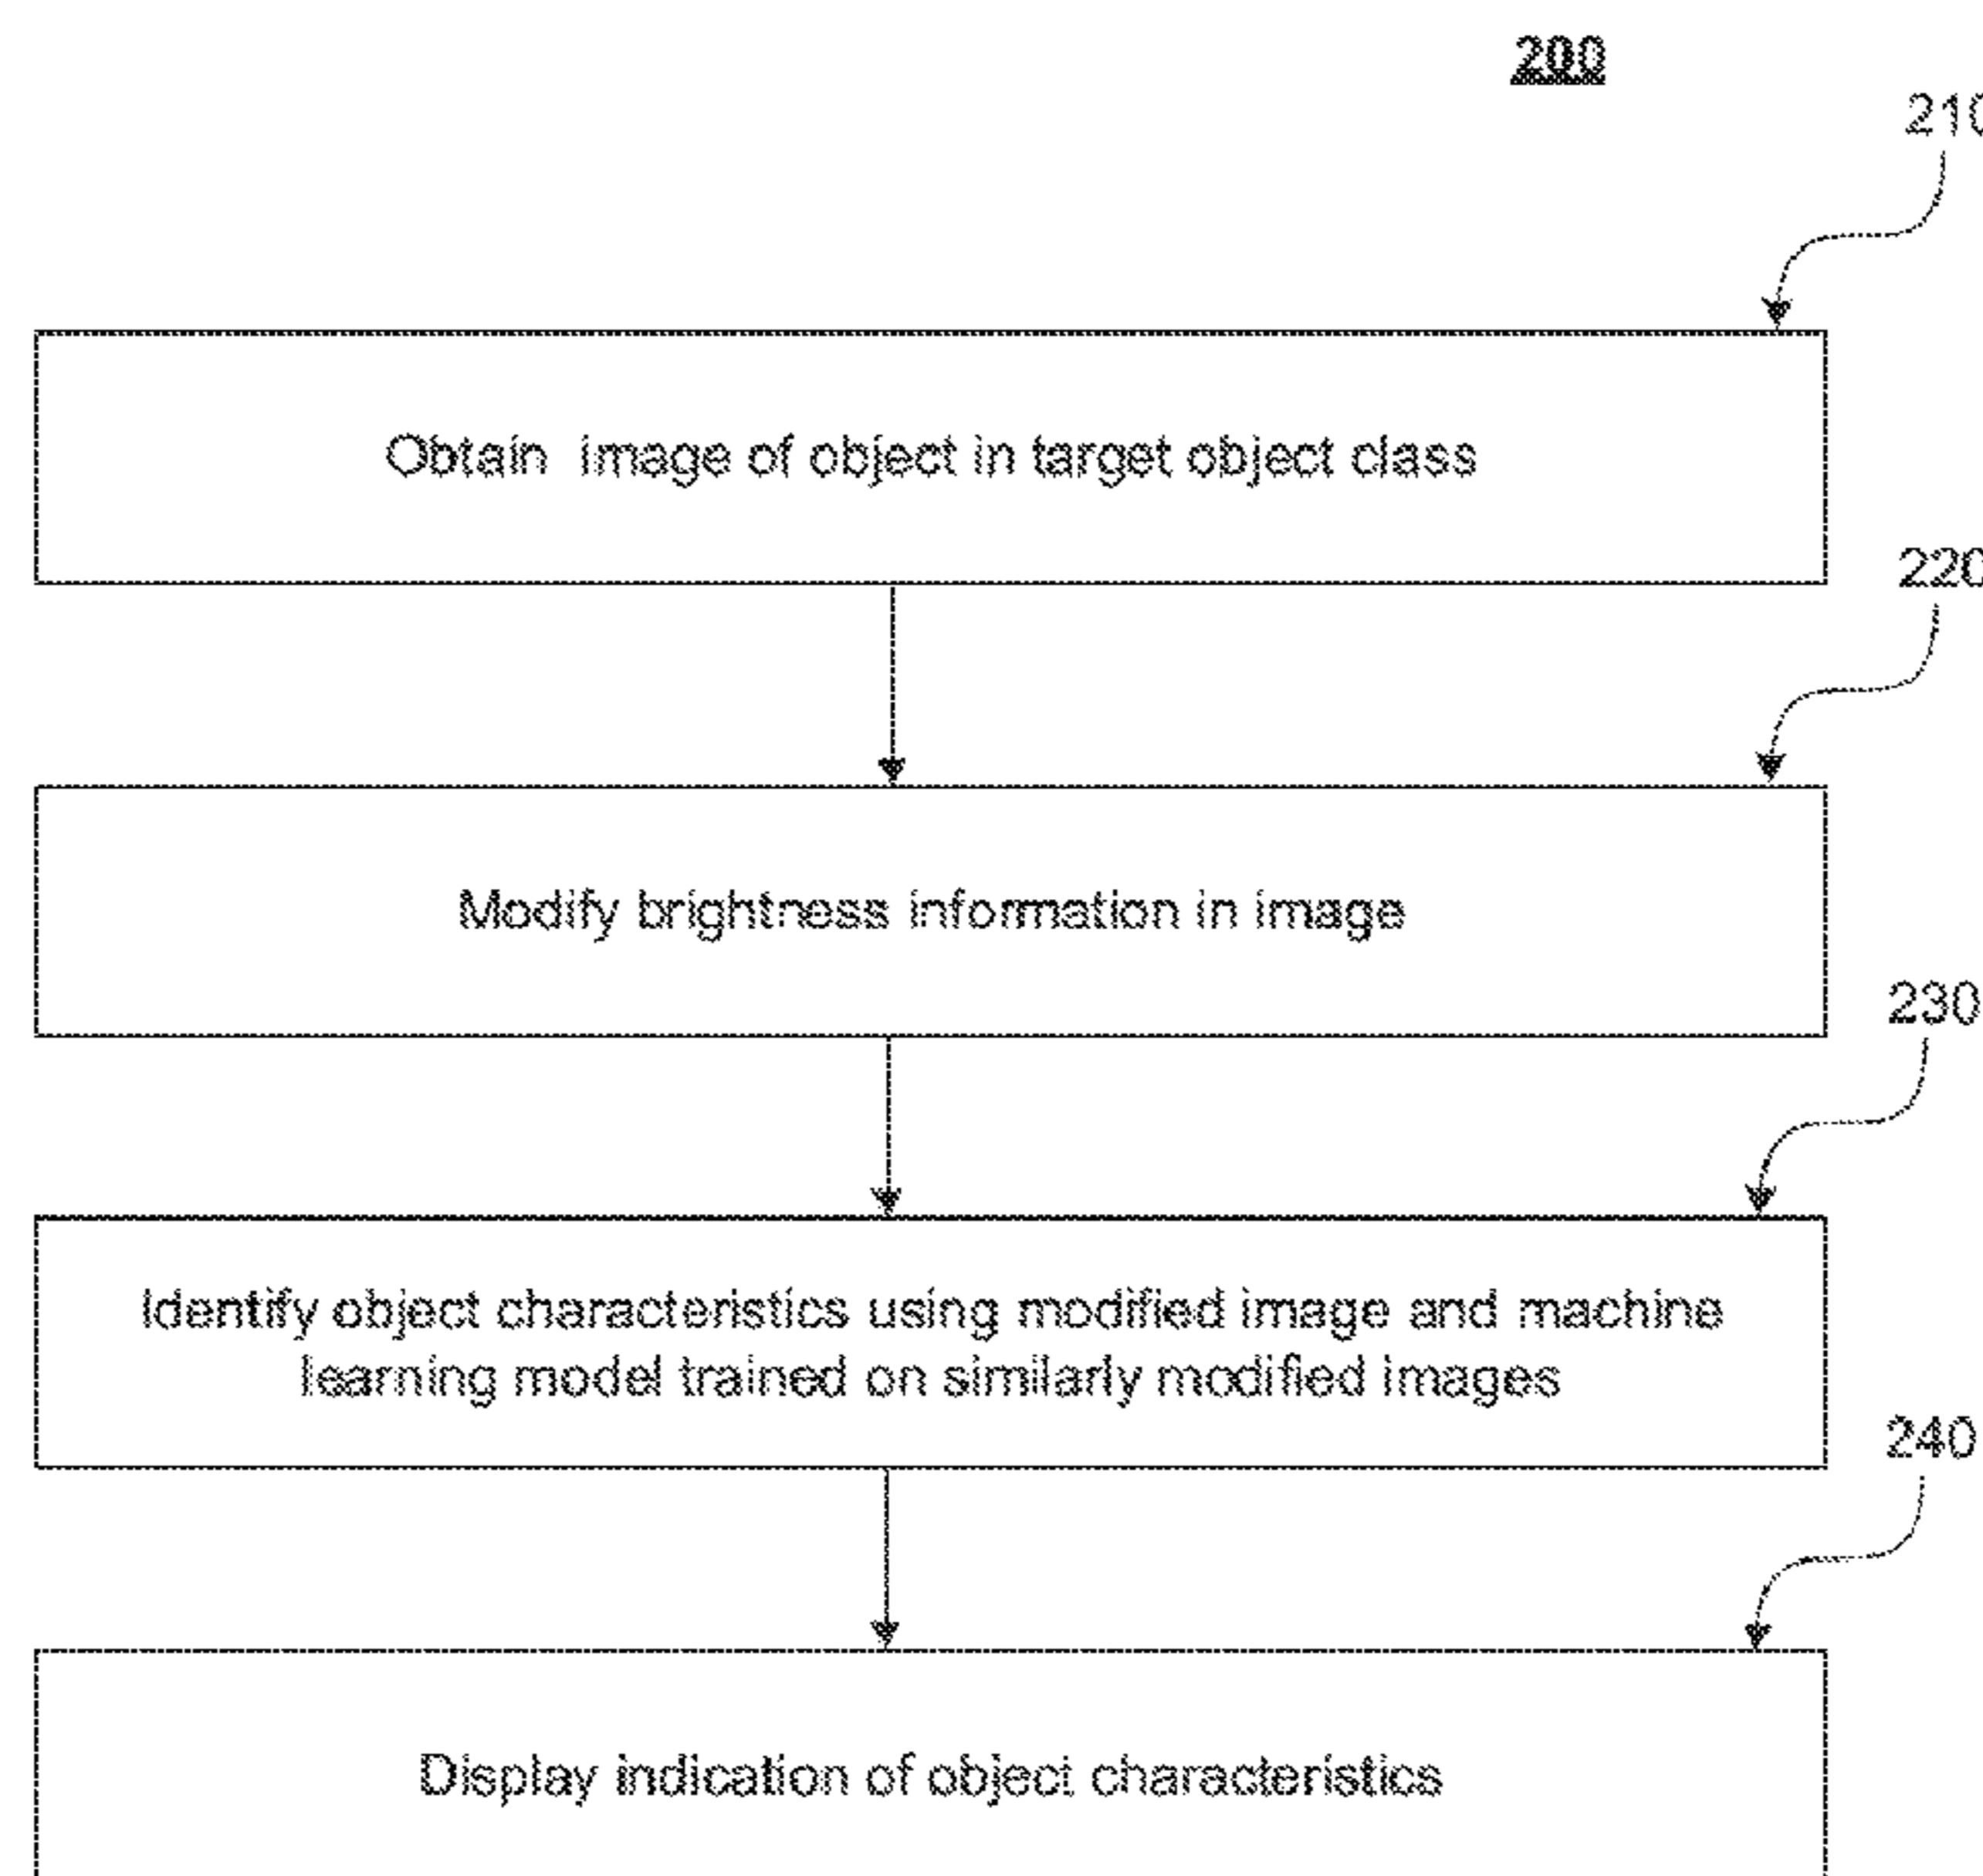 200
210
Obtain image of object in target object class
220
Modify brightness information in image
230
Identify object characteristics using modified image and machine
learning model trained on similarly modified images
240
Display indication of object characteristics